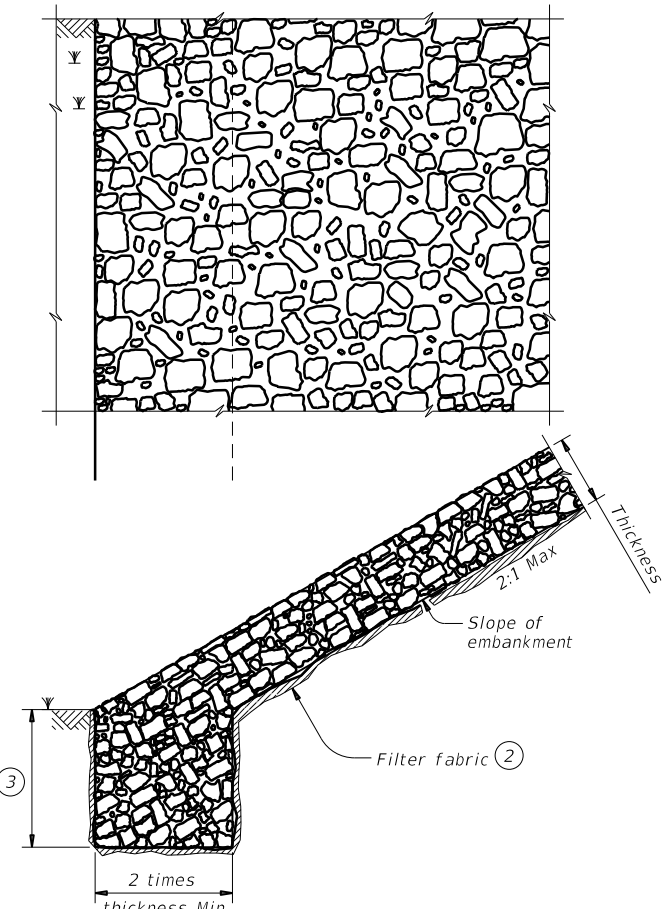 Thickness
2:1 Max
Slope of
embankment
Filter fabric 2
3
2 times
thickness Min